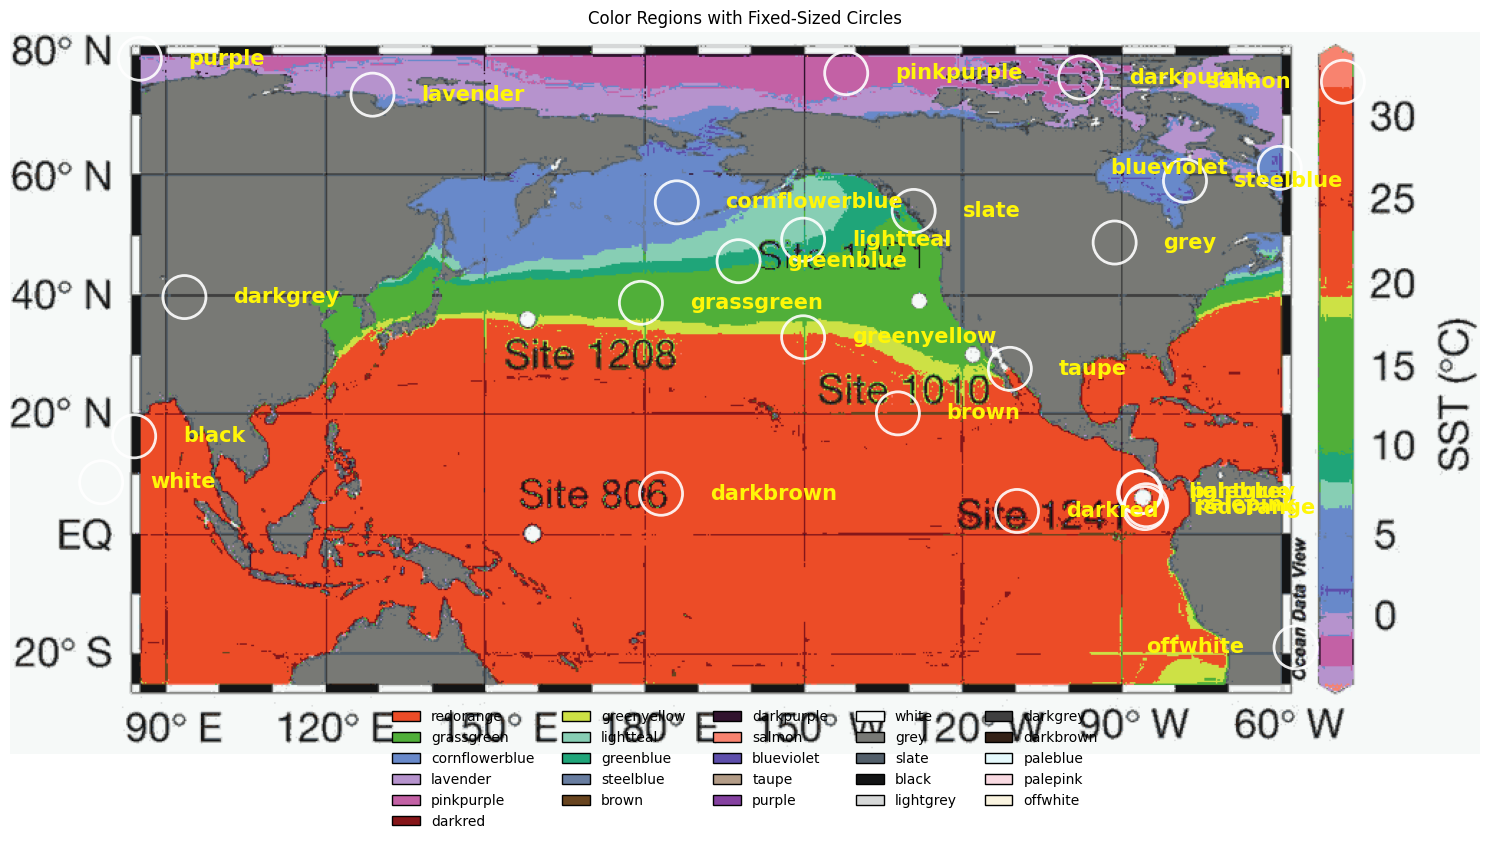 Color Regions with Fixed-Sized Circles
80° N
60° N
40° N
20° N
EQ
20° S
purple
lavender
pinkpurple
darkpurple
salmon
blueviolet
steelblue
cornflowerblue
slate
lightteal
grey
Site 1021
greenblue
darkgrey
grassgreen
greenyellow
Site 1208
taupe
Site 1010
brown
black
white
Site 806
darkbrown
Site 1241
darkred
redorange
offwhite
Ocean Data View
30
25
20
15
10
5
0
SST (°C)
90° E 120° E 150° E 180° E 150° W 120° W 90° W 60° W
redorange greenyellow darkpurple white darkgrey
grassgreen lightteal salmon grey darkbrown
cornflowerblue greenblue blueviolet slate paleblue
lavender steelblue taupe black palepink
pinkpurple brown purple lightgrey offwhite
darkred